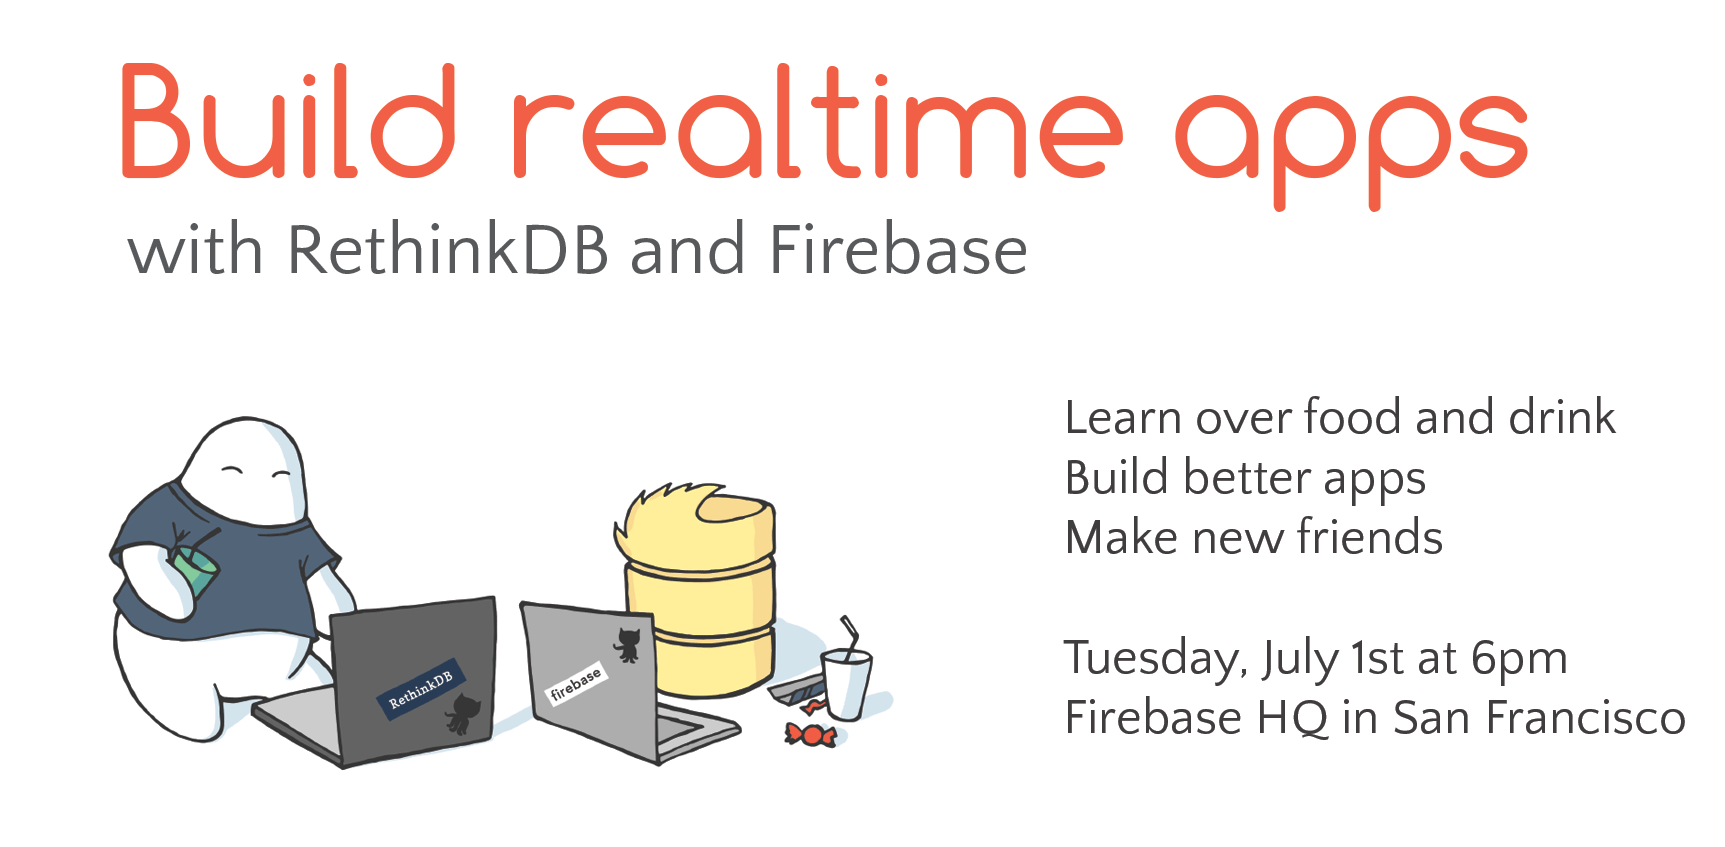 Build realtime apps
with RethinkDB and Firebase
Learn over food and drink
Build better apps
Make new friends
Tuesday, July 1st at 6pm
Firebase HQ in San Francisco
RethinkDB
firebase